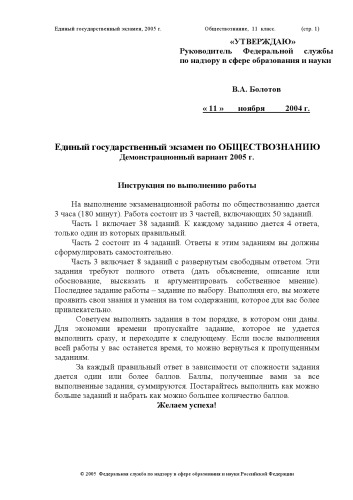 Единый государственный экзамен, 2005 г. Обществознание, 11 класс. (стр. 1)
«УТВЕРЖДАЮ»
Руководитель Федеральной службы
по надзору в сфере образования и науки
В.А. Болотов
« 11 » ноября 2004 г.
Единый государственный экзамен по ОБЩЕСТВОЗНАНИЮ
Демонстрационный вариант 2005 г.
Инструкция по выполнению работы
На выполнение экзаменационной работы по обществознанию дается
3 часа (180 минут). Работа состоит из 3 частей, включающих 50 заданий.
Часть 1 включает 38 заданий. К каждому заданию дается 4 ответа,
только один из которых правильный.
Часть 2 состоит из 4 заданий. Ответы к этим заданиям вы должны
сформулировать самостоятельно.
Часть 3 включает 8 заданий с развернутым свободным ответом. Эти
задания требуют полного ответа (дать объяснение, описание или
обоснование, высказать и аргументировать собственное мнение).
Последнее задание работы – задание по выбору. Выполняя его, вы можете
проявить свои знания и умения на том содержании, которое для вас более
привлекательно.
Советуем выполнять задания в том порядке, в котором они даны.
Для экономии времени пропускайте задание, которое не удается
выполнить сразу, и переходите к следующему. Если после выполнения
всей работы у вас останется время, то можно вернуться к пропущенным
заданиям.
За каждый правильный ответ в зависимости от сложности задания
дается один или более баллов. Баллы, полученные вами за все
выполненные задания, суммируются. Постарайтесь выполнить как можно
больше заданий и набрать как можно большее количество баллов.
Желаем успеха!
© 2005 Федеральная служба по надзору в сфере образования и науки Российской Федерации